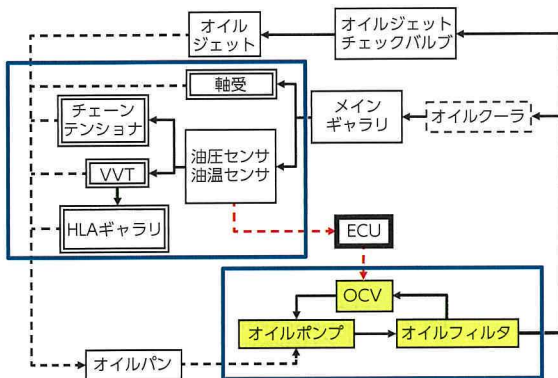 オイル
ジェット
オイルジェット
チェックバルブ
軸受
チェーン
テンショナ
メイン
ギャラリ
オイルクーラ
油圧センサ
油温センサ
VVT
HLAギャラリ
ECU
OCV
オイルポンプ
オイルフィルタ
オイルパン